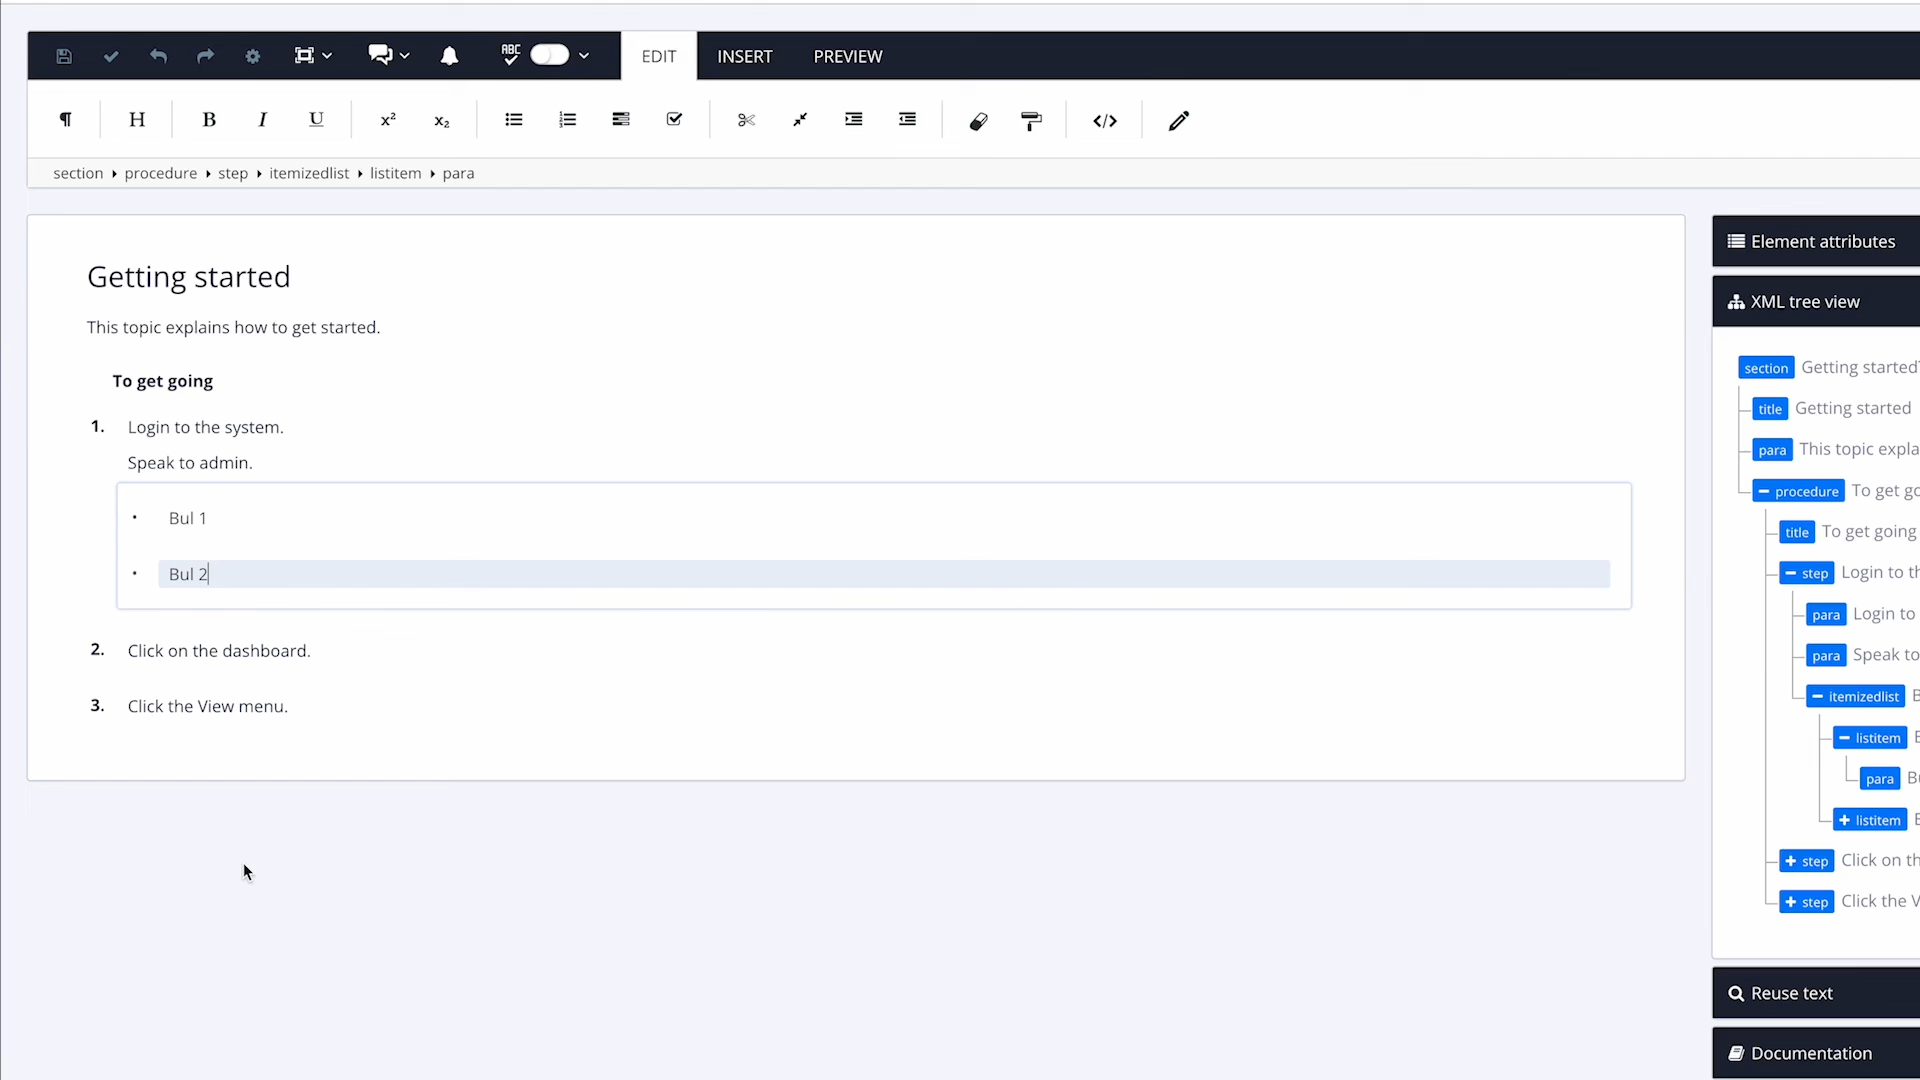 ABC EDIT INSERT PREVIEW
H B I U x² x₂
section procedure step itemizedlist listitem para
Getting started
This topic explains how to get started.
To get going
1. Login to the system.
Speak to admin.
• Bul 1
• Bul 2
2. Click on the dashboard.
3. Click the View menu.
Element attributes
XML tree view
section Getting started
title Getting started
para This topic expla
procedure To get go
title To get going
step Login to th
para Login to
para Speak to
itemizedlist B
listitem
para Bu
listitem
step Click on th
step Click the V
Reuse text
Documentation